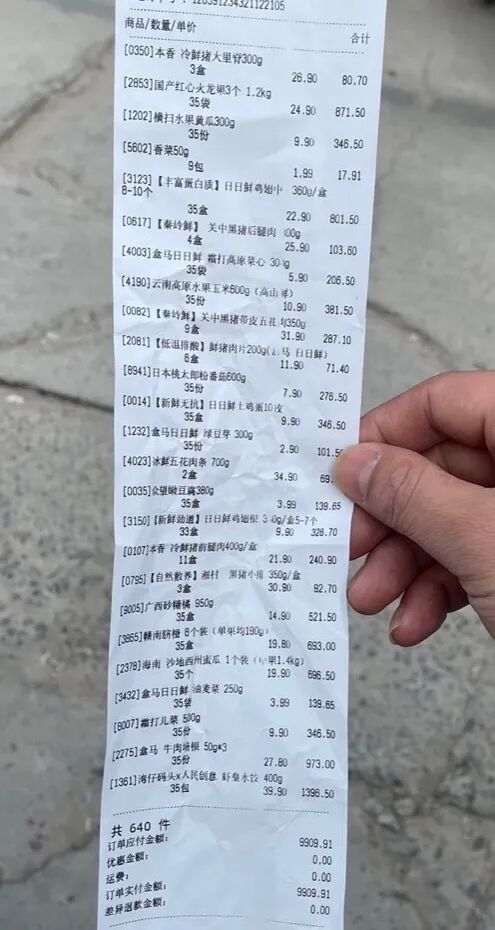 120391234321122105
商品/数量/单价 合计
[0350]本香 冷鲜猪大里脊300g
3盒 26.90 80.70
[2853]国产红心火龙果3个 1.2kg
35袋 24.90 871.50
[1202]横扫水果黄瓜300g
35份 9.90 346.50
[5602]香菜50g
9包 1.99 17.91
[3123]【丰富蛋白质】日日鲜鸡翅中 360g/盒
8-10个
35盒 22.90 801.50
[0617]【秦岭鲜】 关中黑猪后腿肉 00g
4盒 25.90 103.60
[4003]盒马日日鲜 霜打高原菜心 30 g
35袋 5.90 206.50
[4190]云南高原水果玉米600g(高山 )
35份 10.90 381.50
[0082]【秦岭鲜】关中黑猪带皮五花 350g
9盒 31.90 287.10
[2081]【低温排酸】鲜猪肉片200g( 马 日日鲜)
6盒 11.90 71.40
[8941]日本桃太郎粉番茄600g
35份 7.90 276.50
[0014]【新鲜无抗】日日鲜土鸡蛋10枚
35盒 9.90 346.50
[1232]盒马日日鲜 绿豆芽 300g
35份 2.90 101.5
[4023]冰鲜五花肉条 700g
2盒 34.90 69.
[0035]众望嫩豆腐380g
35盒 3.99 139.65
[3150]【新鲜劲道】日日鲜鸡翅根 3 0g/盒5-7个
33盒 9.90 326.70
[0107]本香 冷鲜猪前腿肉400g/盒
11盒 21.90 240.90
[0795]【自然散养】湘村 黑猪小排 350g/盒
3盒 30.90 92.70
[9005]广西砂糖橘 950g
35盒 14.90 521.50
[3865]赣南脐橙 8个装(单果均190g)
35盒 19.80 693.00
[2378]海南 沙地西州蜜瓜 1个装( 果1.4kg)
35个 19.90 696.50
[3432]盒马日日鲜 油麦菜 250g
35袋 3.99 139.65
[8007]霜打儿菜 500g
35份 9.90 346.50
[2275]盒马 牛肉培根 50g*3
35份 27.80 973.00
[1361]湾仔码头x人民创意 虾皇水饺 400g
35包 39.90 1396.50
共 640 件
订单应付金额: 9909.91
优惠金额: 0.00
运费: 0.00
订单实付金额: 9909.91
差异退款金额: 0.00